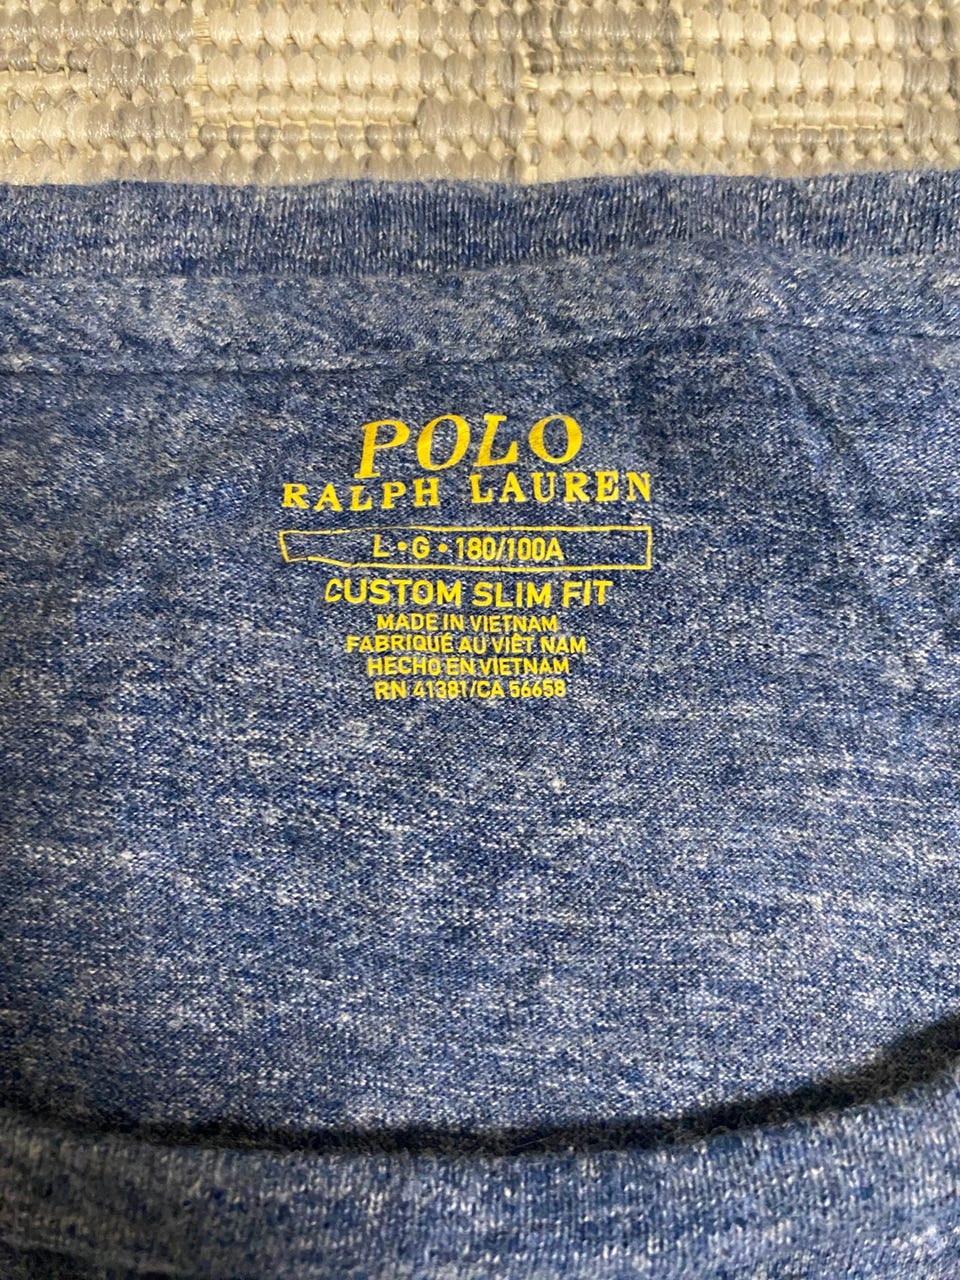 POLO
RALPH LAUREN
L•G•180/100A
CUSTOM SLIM FIT
MADE IN VIETNAM
FABRIQUÉ AU VIÊT NAM
HECHO EN VIETNAM
RN 41381/CA 56658